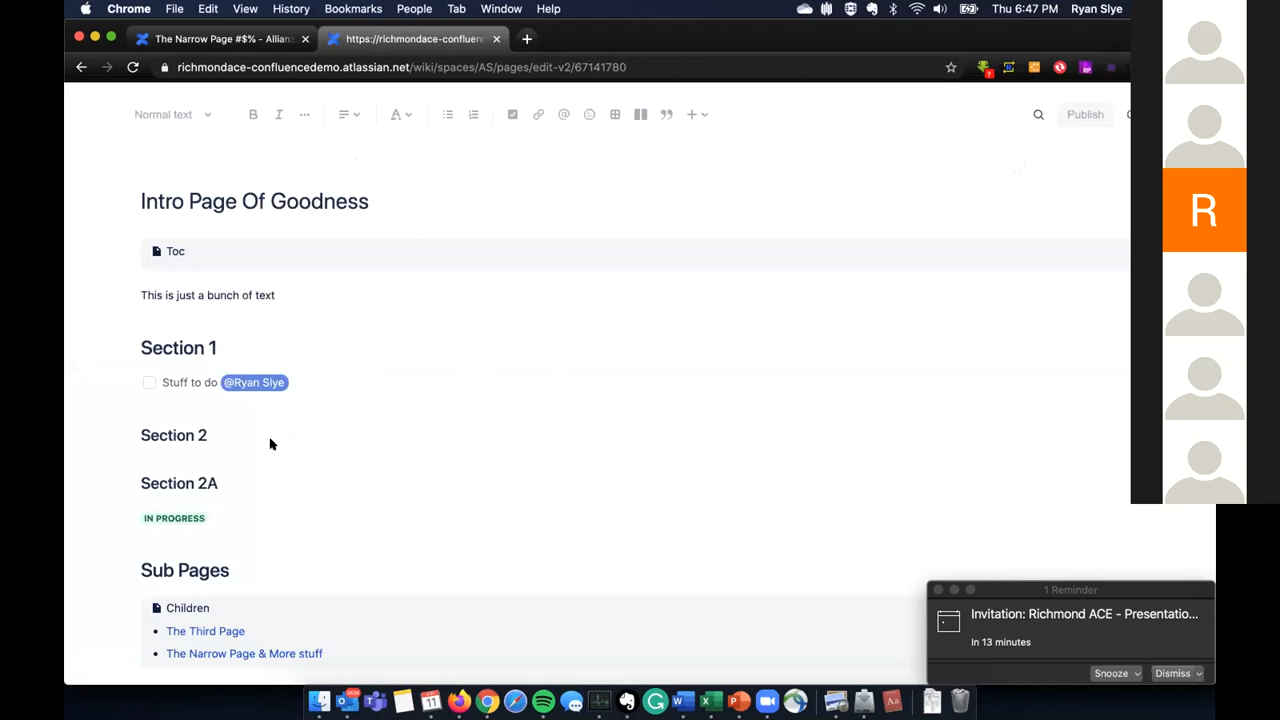 Chrome File Edit View History Bookmarks People Tab Window Help Thu 6:47 PM Ryan Slye
The Narrow Page #$% - Allian
https://richmondace-confluen
richmondace-confluencedemo.atlassian.net/wiki/spaces/AS/pages/edit-v2/67141780
Normal text
Publish
Intro Page Of Goodness
Toc
This is just a bunch of text
Section 1
Stuff to do @Ryan Slye
Section 2
Section 2A
IN PROGRESS
Sub Pages
Children
• The Third Page
• The Narrow Page & More stuff
R
1 Reminder
Invitation: Richmond ACE - Presentatio...
In 13 minutes
Snooze
Dismiss